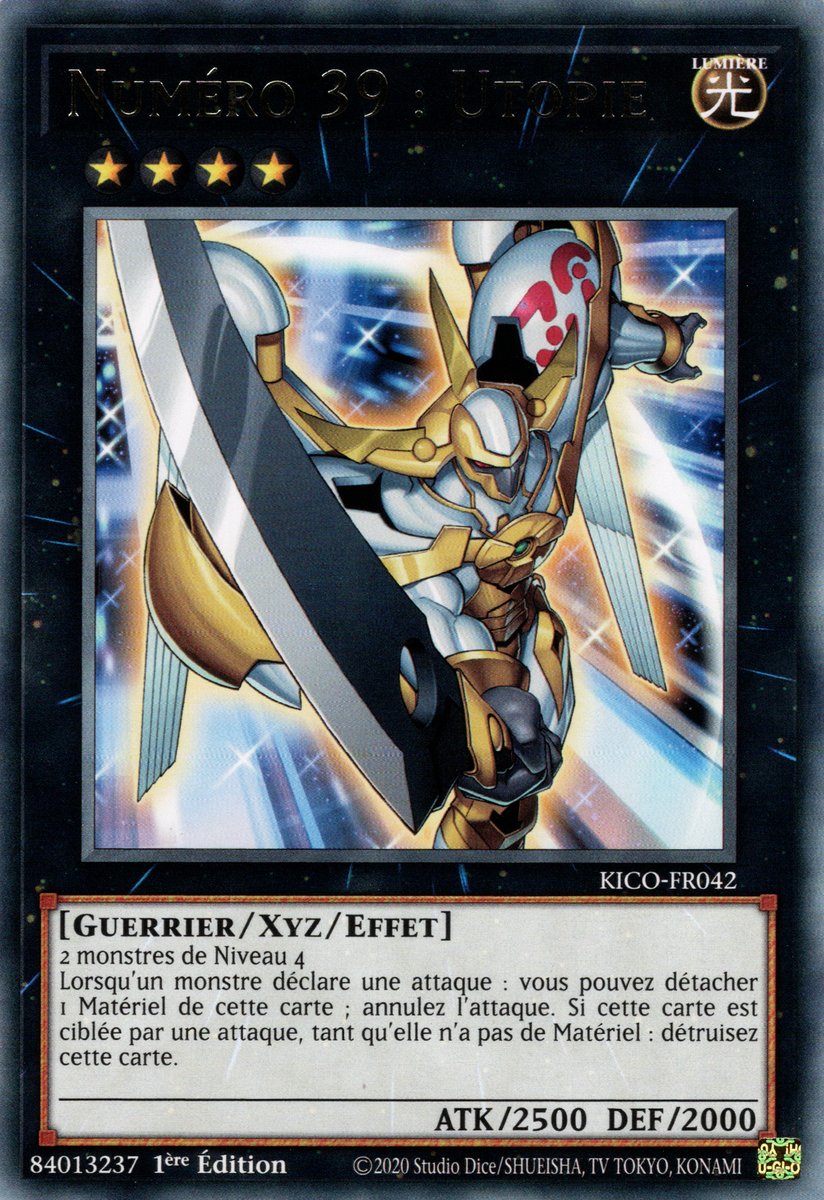 Numéro 39 : Utopie
LUMIÈRE
光
KICO-FR042
[Guerrier/Xyz/Effet]
2 monstres de Niveau 4
Lorsqu'un monstre déclare une attaque : vous pouvez détacher
1 Matériel de cette carte ; annulez l'attaque. Si cette carte est
ciblée par une attaque, tant qu'elle n'a pas de Matériel : détruisez
cette carte.
ATK/2500 DEF/2000
84013237 1ère Édition
©2020 Studio Dice/SHUEISHA, TV TOKYO, KONAMI